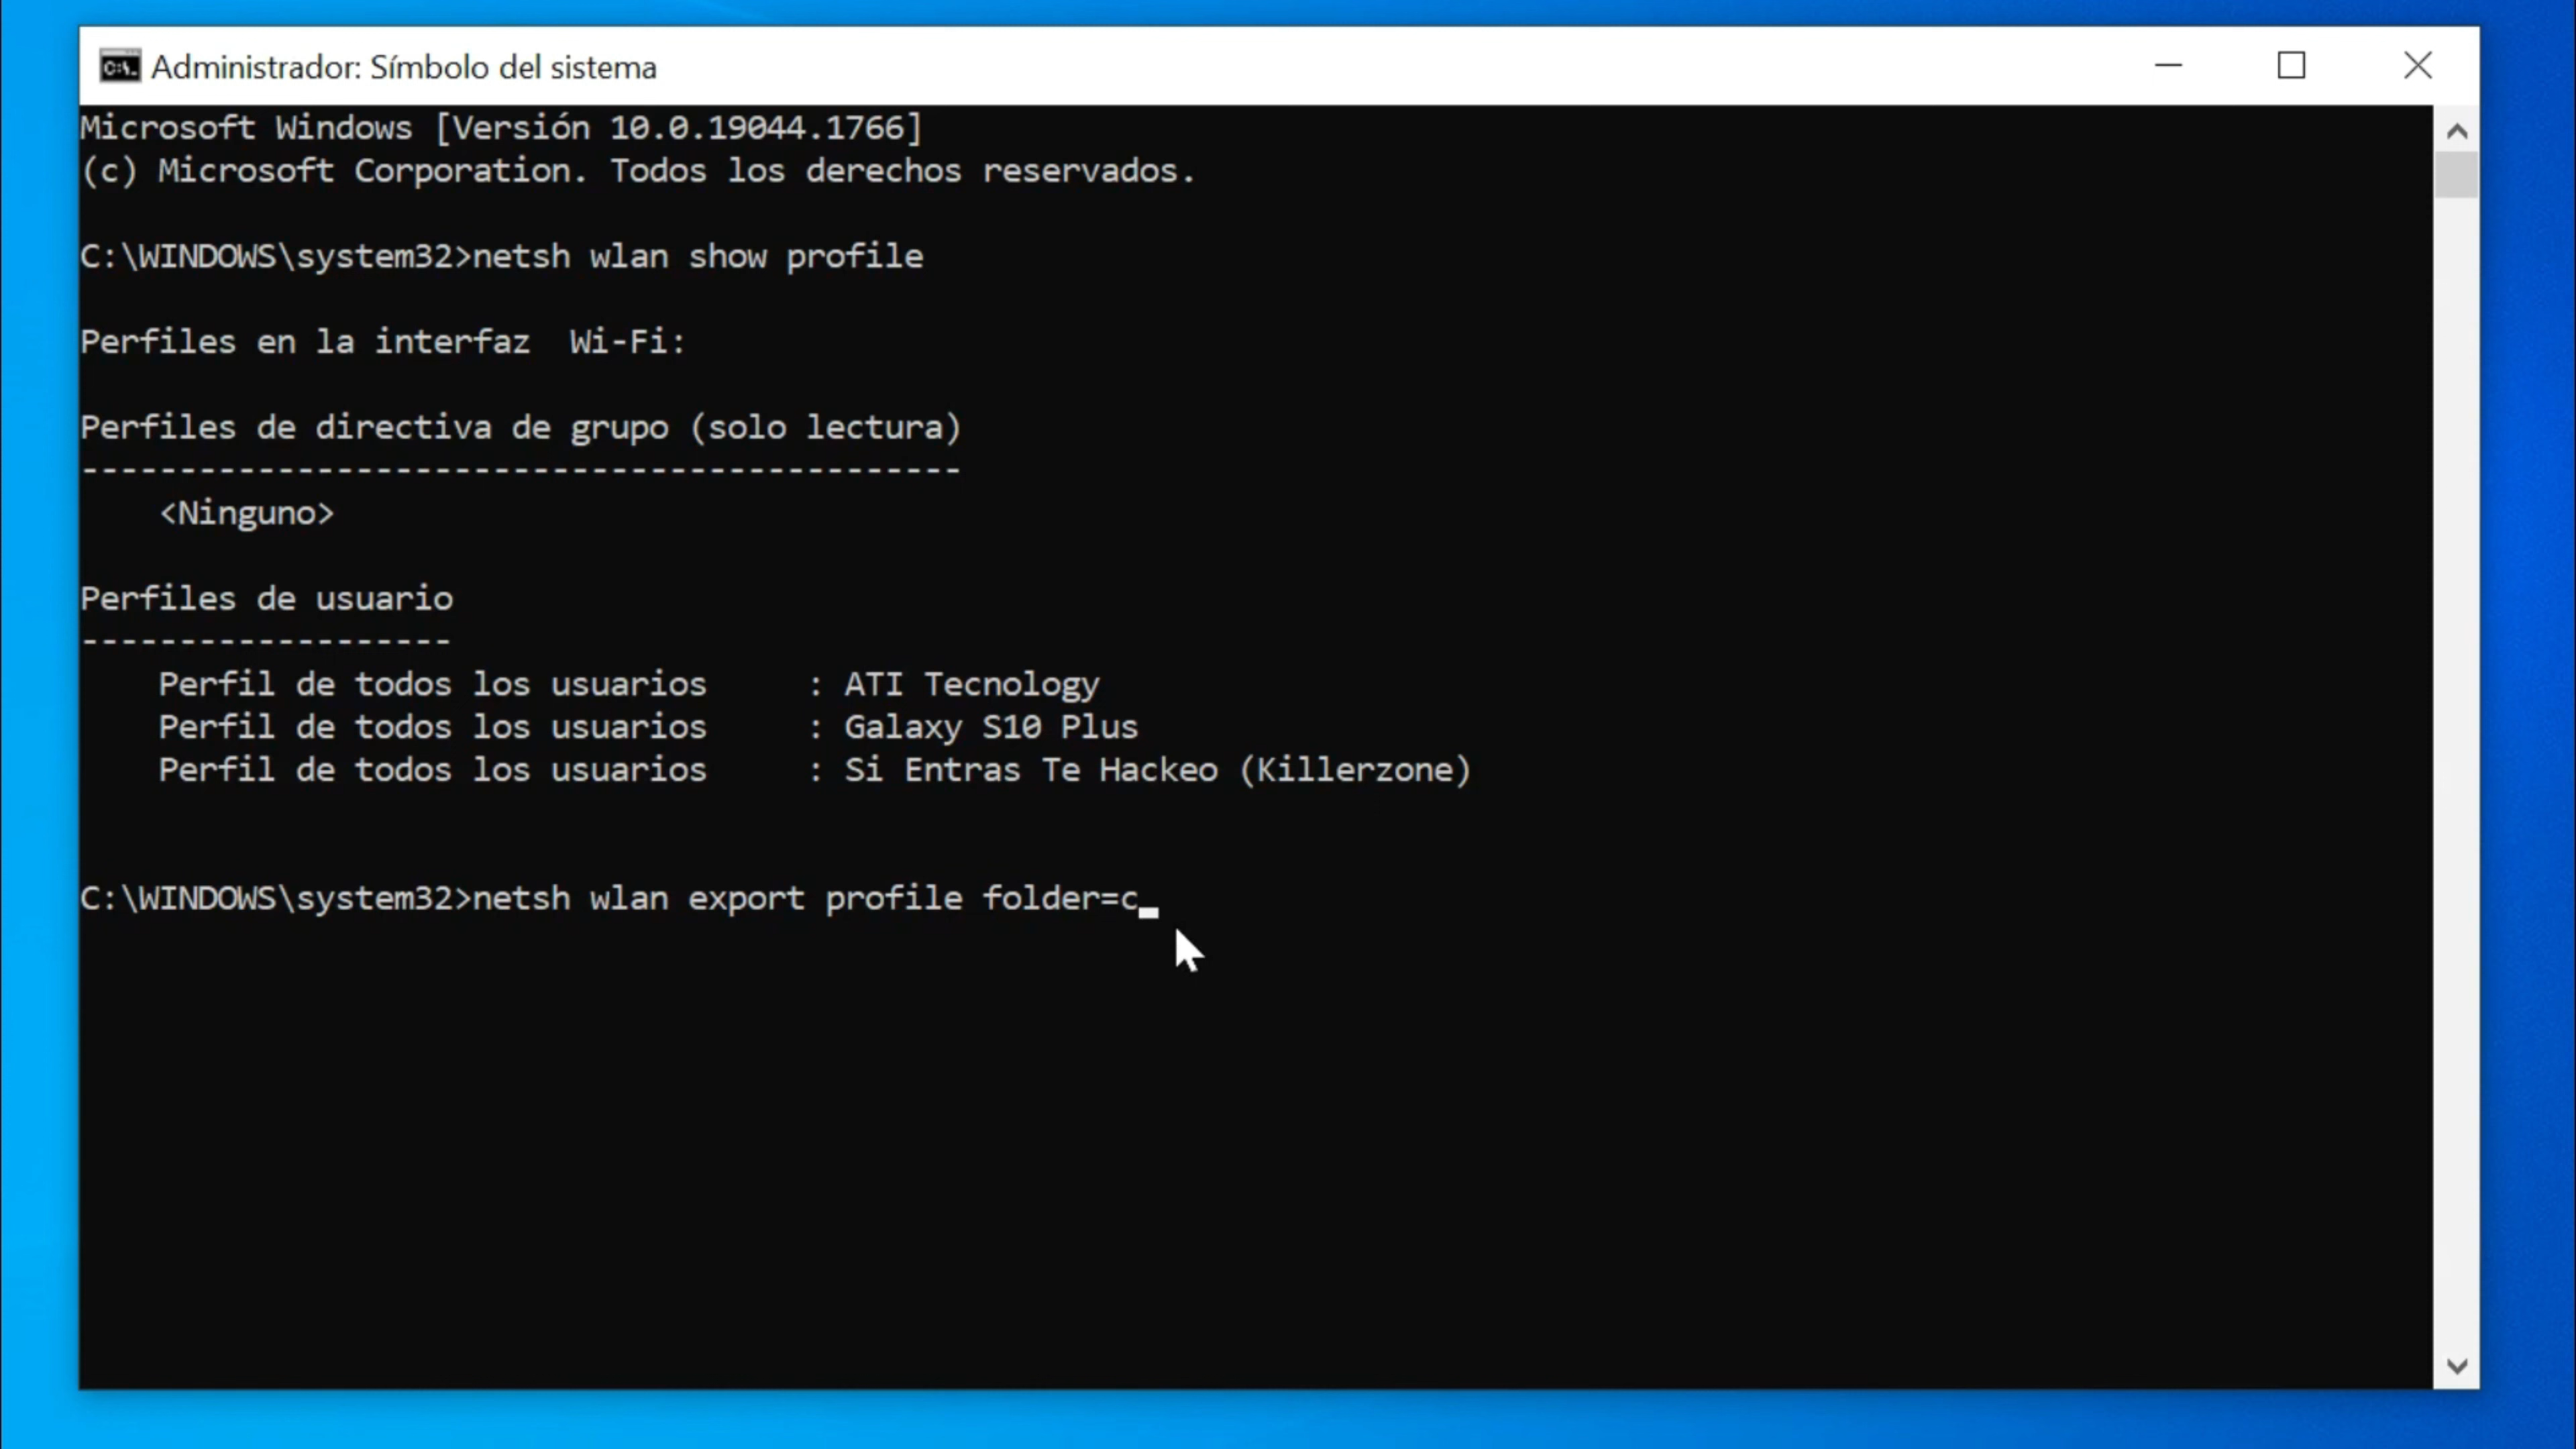 Administrador: Símbolo del sistema
Microsoft Windows [Versión 10.0.19044.1766]
(c) Microsoft Corporation. Todos los derechos reservados.
C:\WINDOWS\system32>netsh wlan show profile
Perfiles en la interfaz  Wi-Fi:
Perfiles de directiva de grupo (solo lectura)
---------------------------------------------
    <Ninguno>
Perfiles de usuario
-------------------
    Perfil de todos los usuarios     : ATI Tecnology
    Perfil de todos los usuarios     : Galaxy S10 Plus
    Perfil de todos los usuarios     : Si Entras Te Hackeo (Killerzone)
C:\WINDOWS\system32>netsh wlan export profile folder=c